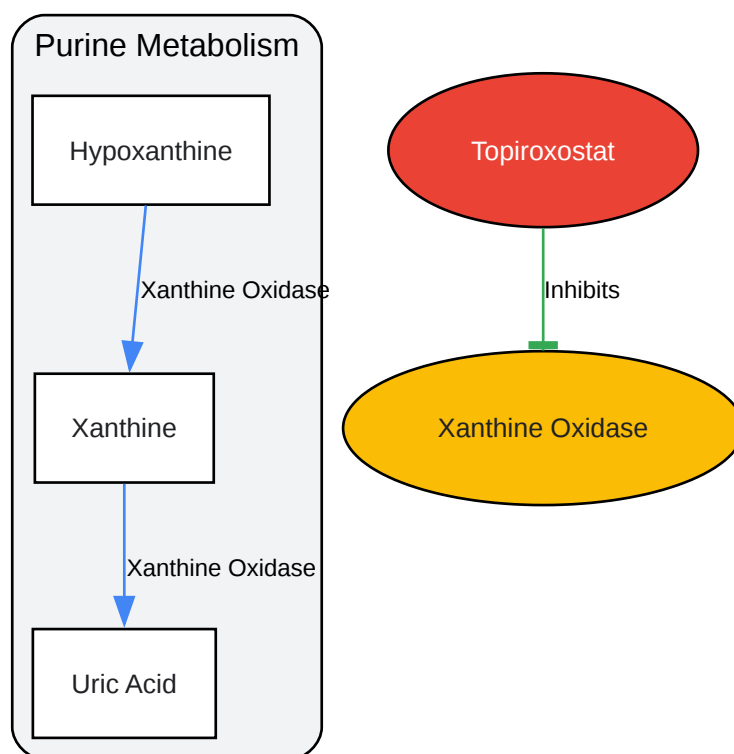 Purine Metabolism
Hypoxanthine
Topiroxostat
Xanthine Oxidase
Inhibits
Xanthine
Xanthine Oxidase
Xanthine Oxidase
Uric Acid